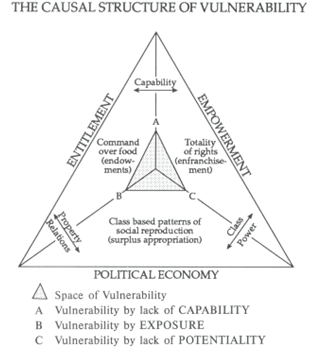 THE CAUSAL STRUCTURE OF VULNERABILITY
Capability
ENTITLEMENT
EMPOWERMENT
A
Command
over food
(endow-
ments)
Totality
of rights
(enfranchise-
ment)
B
C
Class based patterns of
social reproduction
(surplus appropriation)
Property
Relations
Class
Power
POLITICAL ECONOMY
Space of Vulnerability
A Vulnerability by lack of CAPABILITY
B Vulnerability by EXPOSURE
C Vulnerability by lack of POTENTIALITY